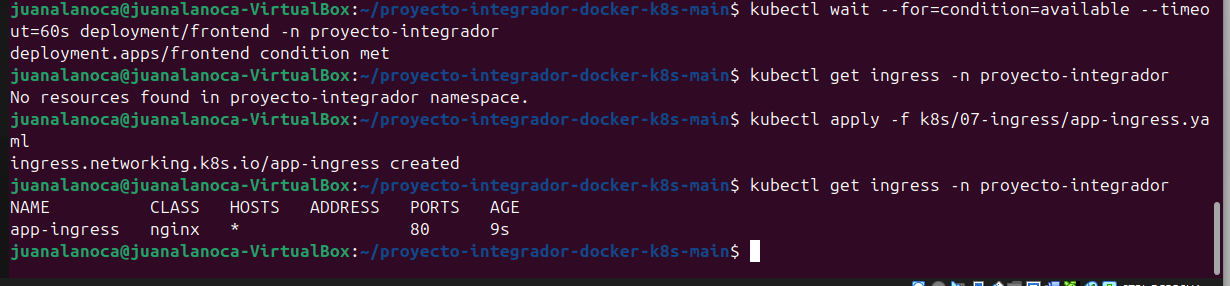 juanalanoca@juanalanoca-VirtualBox:~/proyecto-integrador-docker-k8s-main$ kubectl wait --for=condition=available --timeo
ut=60s deployment/frontend -n proyecto-integrador
deployment.apps/frontend condition met
juanalanoca@juanalanoca-VirtualBox:~/proyecto-integrador-docker-k8s-main$ kubectl get ingress -n proyecto-integrador
No resources found in proyecto-integrador namespace.
juanalanoca@juanalanoca-VirtualBox:~/proyecto-integrador-docker-k8s-main$ kubectl apply -f k8s/07-ingress/app-ingress.ya
ml
ingress.networking.k8s.io/app-ingress created
juanalanoca@juanalanoca-VirtualBox:~/proyecto-integrador-docker-k8s-main$ kubectl get ingress -n proyecto-integrador
NAME CLASS HOSTS ADDRESS PORTS AGE
app-ingress nginx * 80 9s
juanalanoca@juanalanoca-VirtualBox:~/proyecto-integrador-docker-k8s-main$